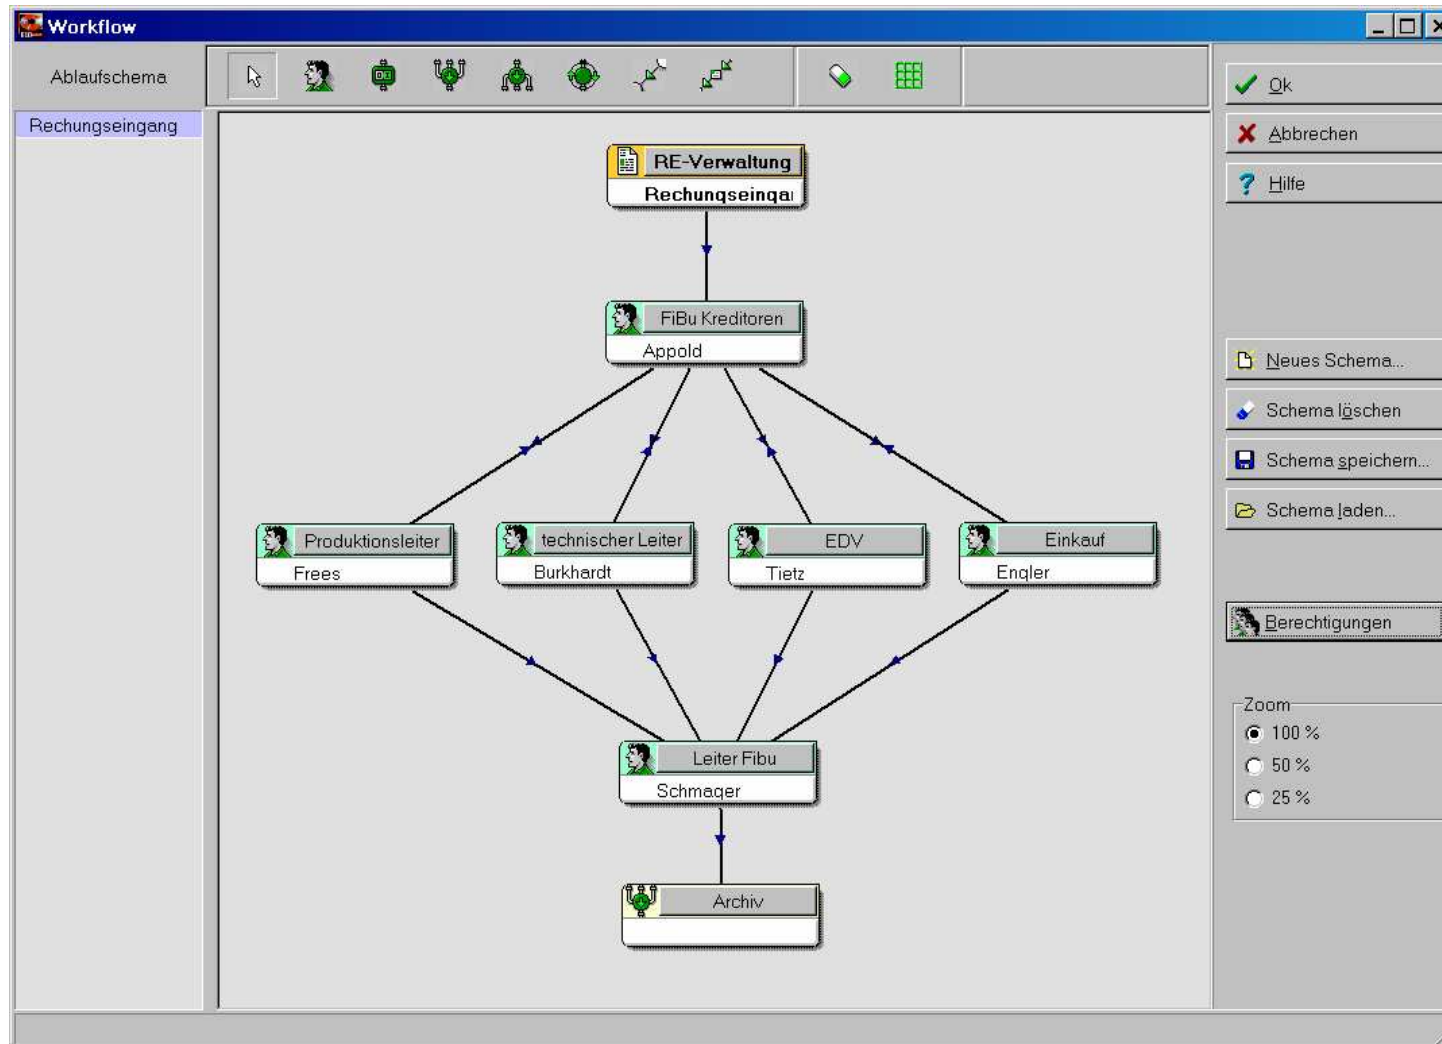 Workflow
Ablaufschema
Rechungseingang
RE-Verwaltung
Rechungseingai
FiBu Kreditoren
Appold
Produktionsleiter
Frees
technischer Leiter
Burkhardt
EDV
Tietz
Einkauf
Engler
Leiter Fibu
Schmager
Archiv
Ok
Abbrechen
Hilfe
Neues Schema...
Schema löschen
Schema speichern...
Schema laden...
Berechtigungen
Zoom
100 %
50 %
25 %